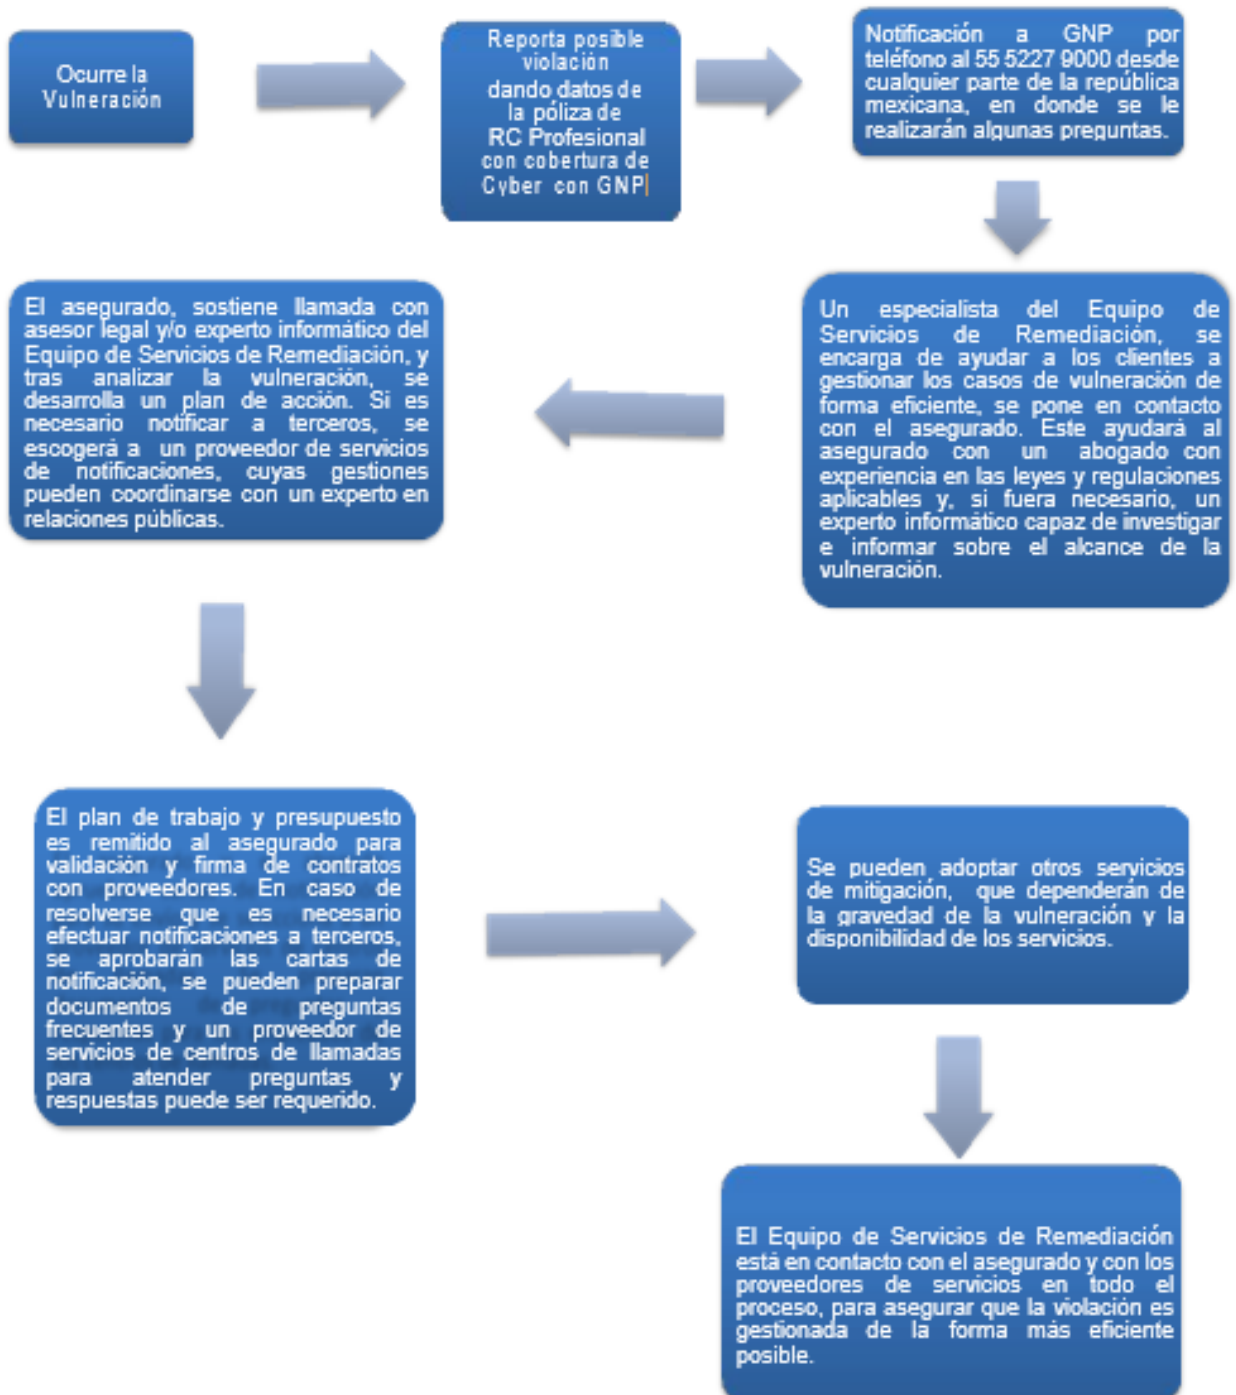 Ocurre la
Vulneración
Reporta posible
violación
dando datos de
la póliza de
RC Profesional
con cobertura de
Cyber con GNP
Notificación a GNP por
teléfono al 55 5227 9000 desde
cualquier parte de la república
mexicana, en donde se le
realizarán algunas preguntas.
Un especialista del Equipo de
Servicios de Remediación, se
encarga de ayudar a los clientes a
gestionar los casos de vulneración de
forma eficiente, se pone en contacto
con el asegurado. Este ayudará al
asegurado con un abogado con
experiencia en las leyes y regulaciones
aplicables y, si fuera necesario, un
experto informático capaz de investigar
e informar sobre el alcance de la
vulneración.
El asegurado, sostiene llamada con
asesor legal y/o experto informático del
Equipo de Servicios de Remediación, y
tras analizar la vulneración, se
desarrolla un plan de acción. Si es
necesario notificar a terceros, se
escogerá a un proveedor de servicios
de notificaciones, cuyas gestiones
pueden coordinarse con un experto en
relaciones públicas.
El plan de trabajo y presupuesto
es remitido al asegurado para
validación y firma de contratos
con proveedores. En caso de
resolverse que es necesario
efectuar notificaciones a terceros,
se aprobarán las cartas de
notificación, se pueden preparar
documentos de preguntas
frecuentes y un proveedor de
servicios de centros de llamadas
para atender preguntas y
respuestas puede ser requerido.
Se pueden adoptar otros servicios
de mitigación, que dependerán de
la gravedad de la vulneración y la
disponibilidad de los servicios.
El Equipo de Servicios de Remediación
está en contacto con el asegurado y con los
proveedores de servicios en todo el
proceso, para asegurar que la violación es
gestionada de la forma más eficiente
posible.